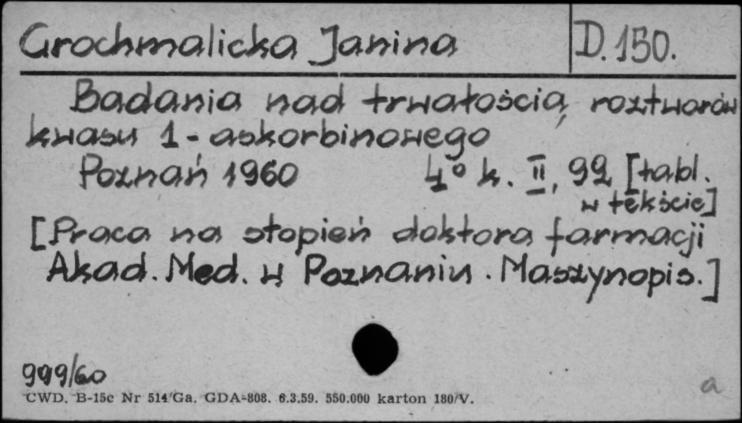 Grochmalicka Janina D.150.
Badania nad trwałością roztworów
kwasu 1-askorbinowego
Poznań 1960 4° k. II, 92 [tabl.
w tekście]
[Praca na stopień doktora farmacji
Akad. Med. w Poznaniu. Maszynopis.]
999/60
a
CWD. B-15c Nr 514/Ga. GDA-808. 6.3.59. 550.000 karton 180/V.